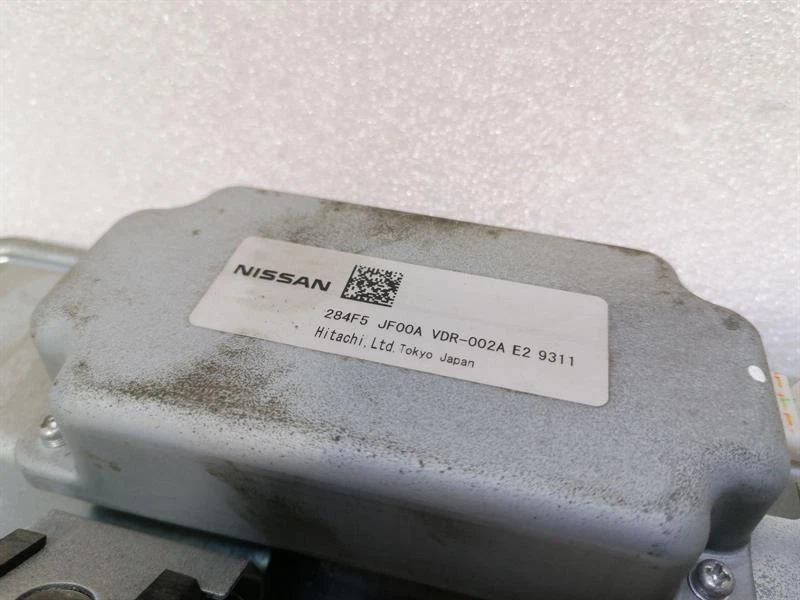 NISSAN
284F5 JF00A VDR-002A E2 9311
Hitachi,Ltd.Tokyo Japan